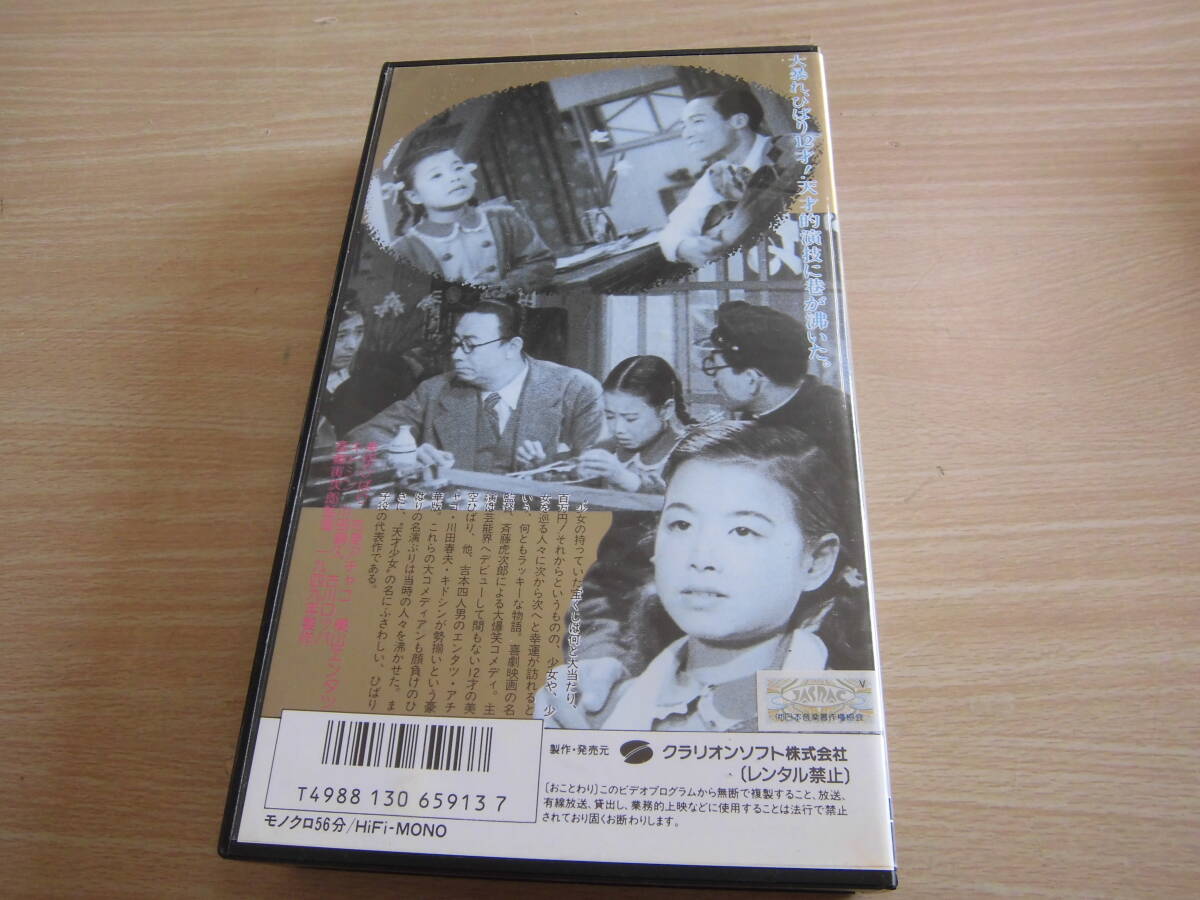 大暴れ、ひばり12才!天才的演技に巷が沸いた。
少女の持っていた宝くじは何と大当たり、
百万円!それからというものの、少女や、少
女を巡る人々に次から次へと幸運が訪れると
いう、何ともラッキーな物語。喜劇映画の名
監督、斉藤虎次郎による大爆笑コメディ。主
演は芸能界へデビューして間もない12才の美
空ひばり、他、吉本四人男のエンタツ・アチ
ャコ・川田春夫・キドシンが勢揃いという豪
華版。これらの大コメディアンも顔負けのひ
ばりの名演ぶりは当時の人々を沸かせた。ま
さに、"天才少女"の名にふさわしい、ひばり
子役の代表作である。
JASRAC
V
(社)日本音楽著作権協会
製作・発売元 クラリオンソフト株式会社
〔レンタル禁止〕
〔おことわり〕このビデオプログラムから無断で複製すること、放送、
有線放送、貸出し、業務的上映などに使用することは法行で禁止
されており固くお断わりします。
T4988130659137
モノクロ56分/HiFi-MONO